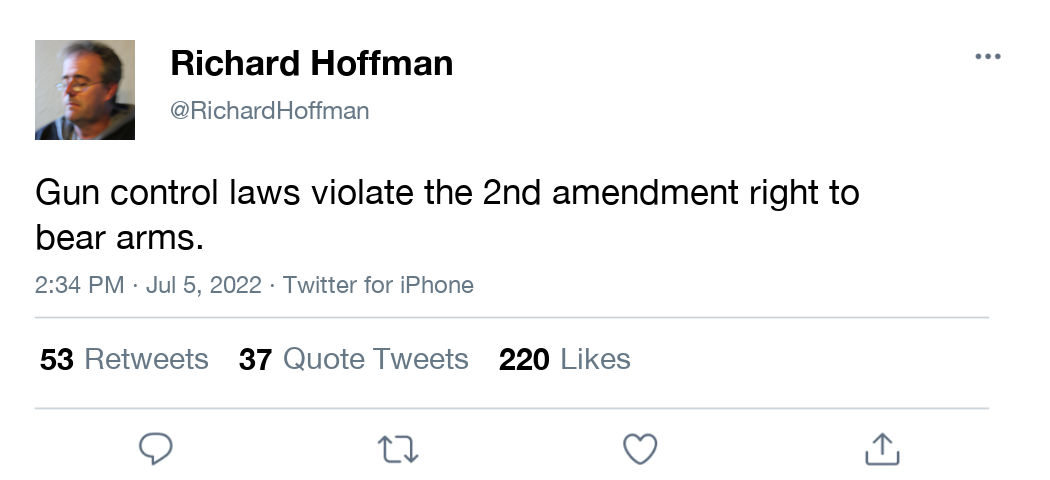 Richard Hoffman
@RichardHoffman
Gun control laws violate the 2nd amendment right to
bear arms.
2:34 PM · Jul 5, 2022 · Twitter for iPhone
53 Retweets 37 Quote Tweets 220 Likes